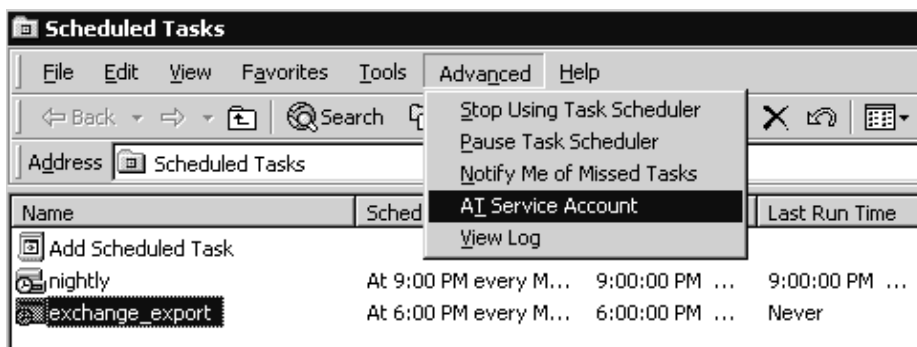 Scheduled Tasks
File Edit View Favorites Tools Advanced Help
Back Search
Stop Using Task Scheduler
Pause Task Scheduler
Notify Me of Missed Tasks
AT Service Account
View Log
Address Scheduled Tasks
Name Sched Last Run Time
Add Scheduled Task
nightly At 9:00 PM every M... 9:00:00 PM ... 9:00:00 PM ...
exchange_export At 6:00 PM every M... 6:00:00 PM ... Never